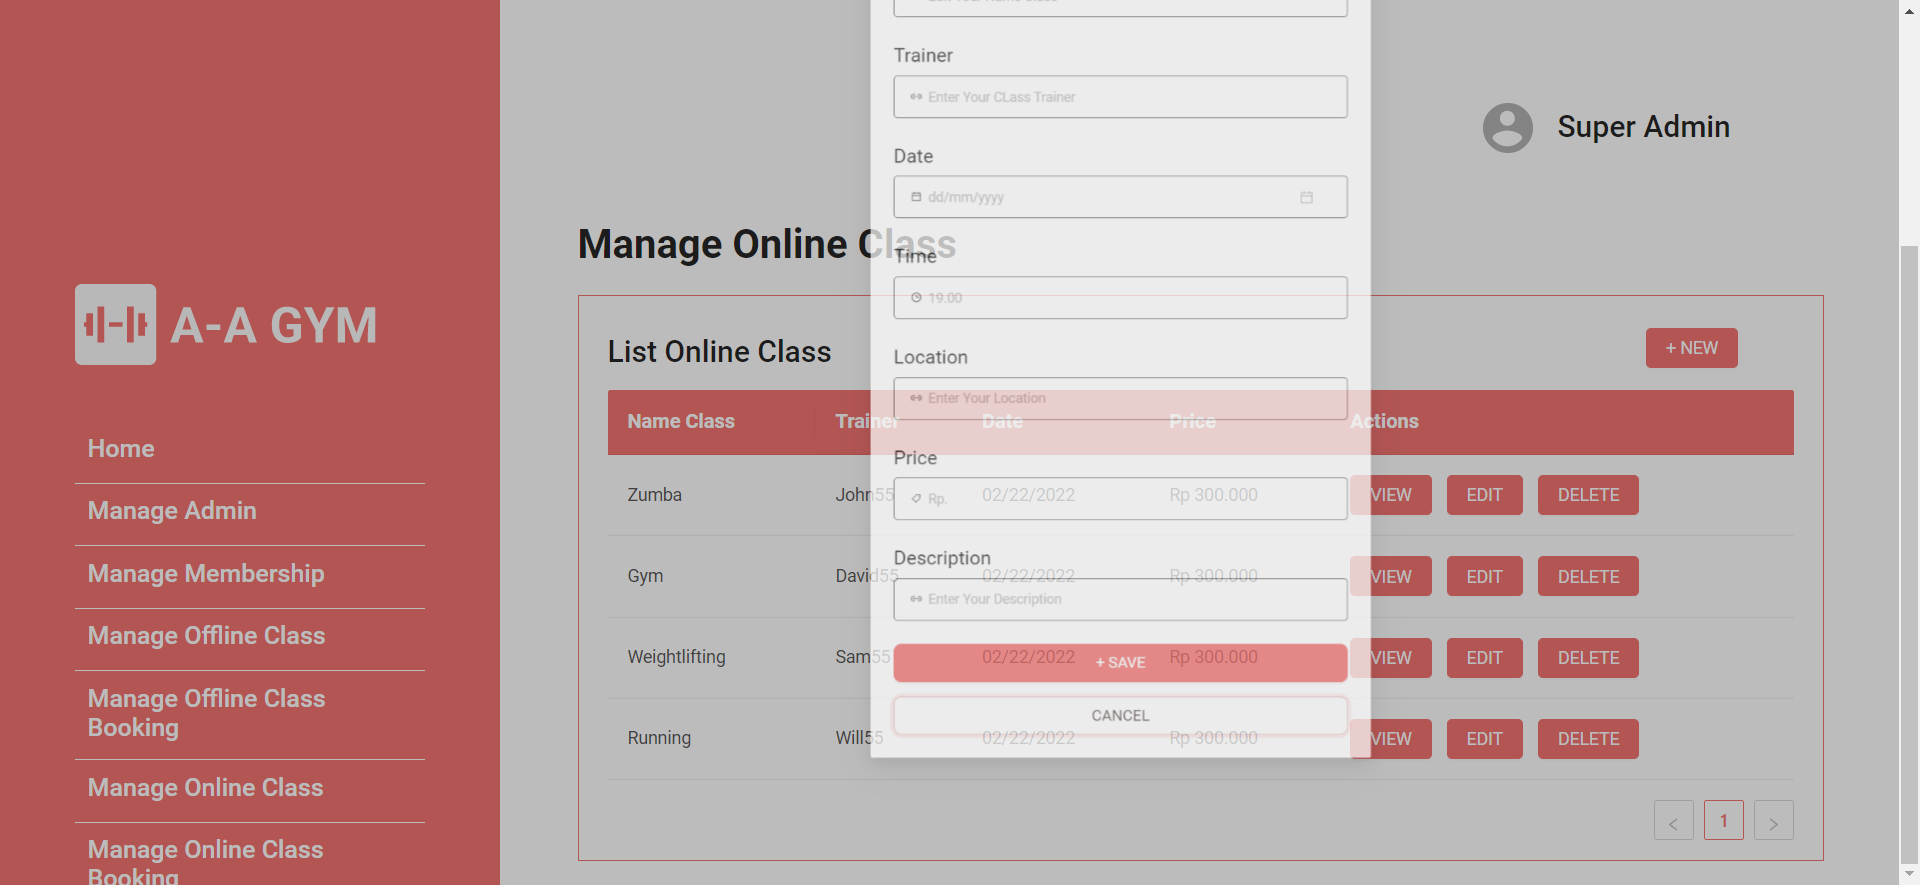 A-A GYM
Home
Manage Admin
Manage Membership
Manage Offline Class
Manage Offline Class
Booking
Manage Online Class
Manage Online Class
Booking
Super Admin
Manage Online Class
List Online Class
+ NEW
Name Class Trainer Date Price Actions
Zumba John55 02/22/2022 Rp 300.000 VIEW EDIT DELETE
Gym David55 02/22/2022 Rp 300.000 VIEW EDIT DELETE
Weightlifting Sam55 02/22/2022 Rp 300.000 VIEW EDIT DELETE
Running Will55 02/22/2022 Rp 300.000 VIEW EDIT DELETE
< 1 >
Trainer
Enter Your CLass Trainer
Date
dd/mm/yyyy
Time
19.00
Location
Enter Your Location
Price
Rp.
Description
Enter Your Description
+ SAVE
CANCEL